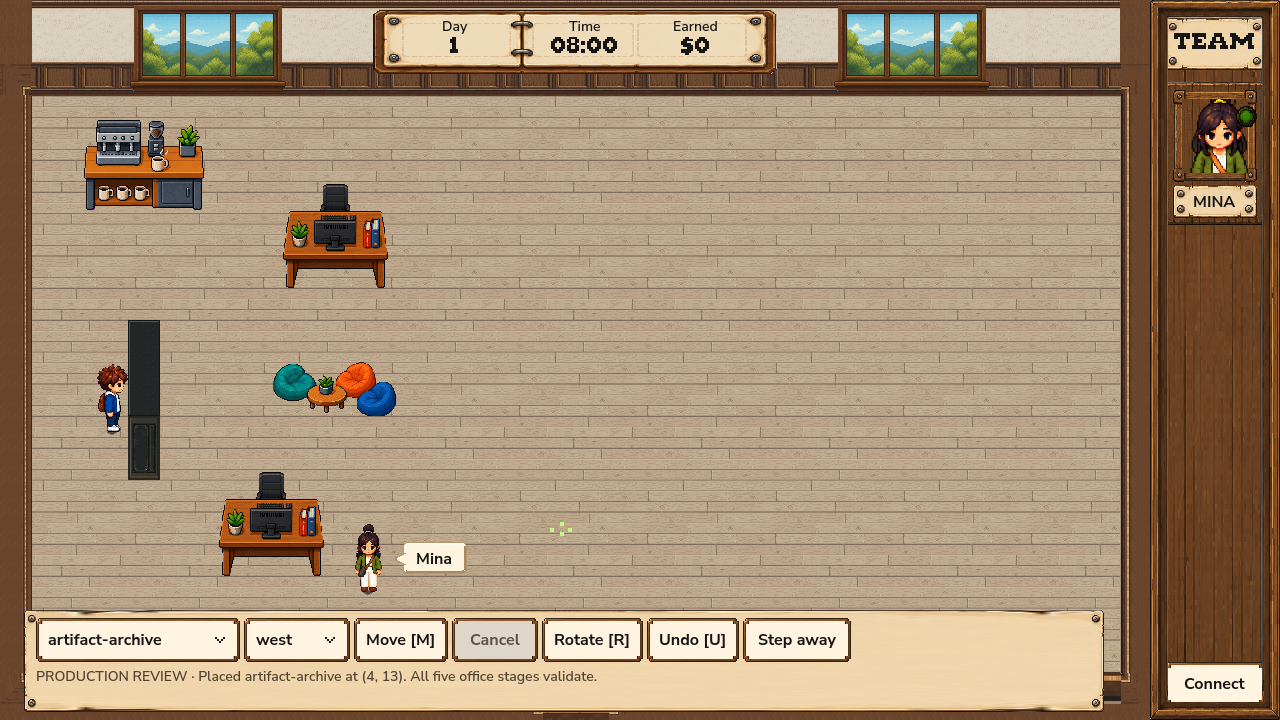 Day
1
Time
08:00
Earned
$0
TEAM
MINA
Mina
artifact-archive
west
Move [M]
Cancel
Rotate [R]
Undo [U]
Step away
PRODUCTION REVIEW · Placed artifact-archive at (4, 13). All five office stages validate.
Connect